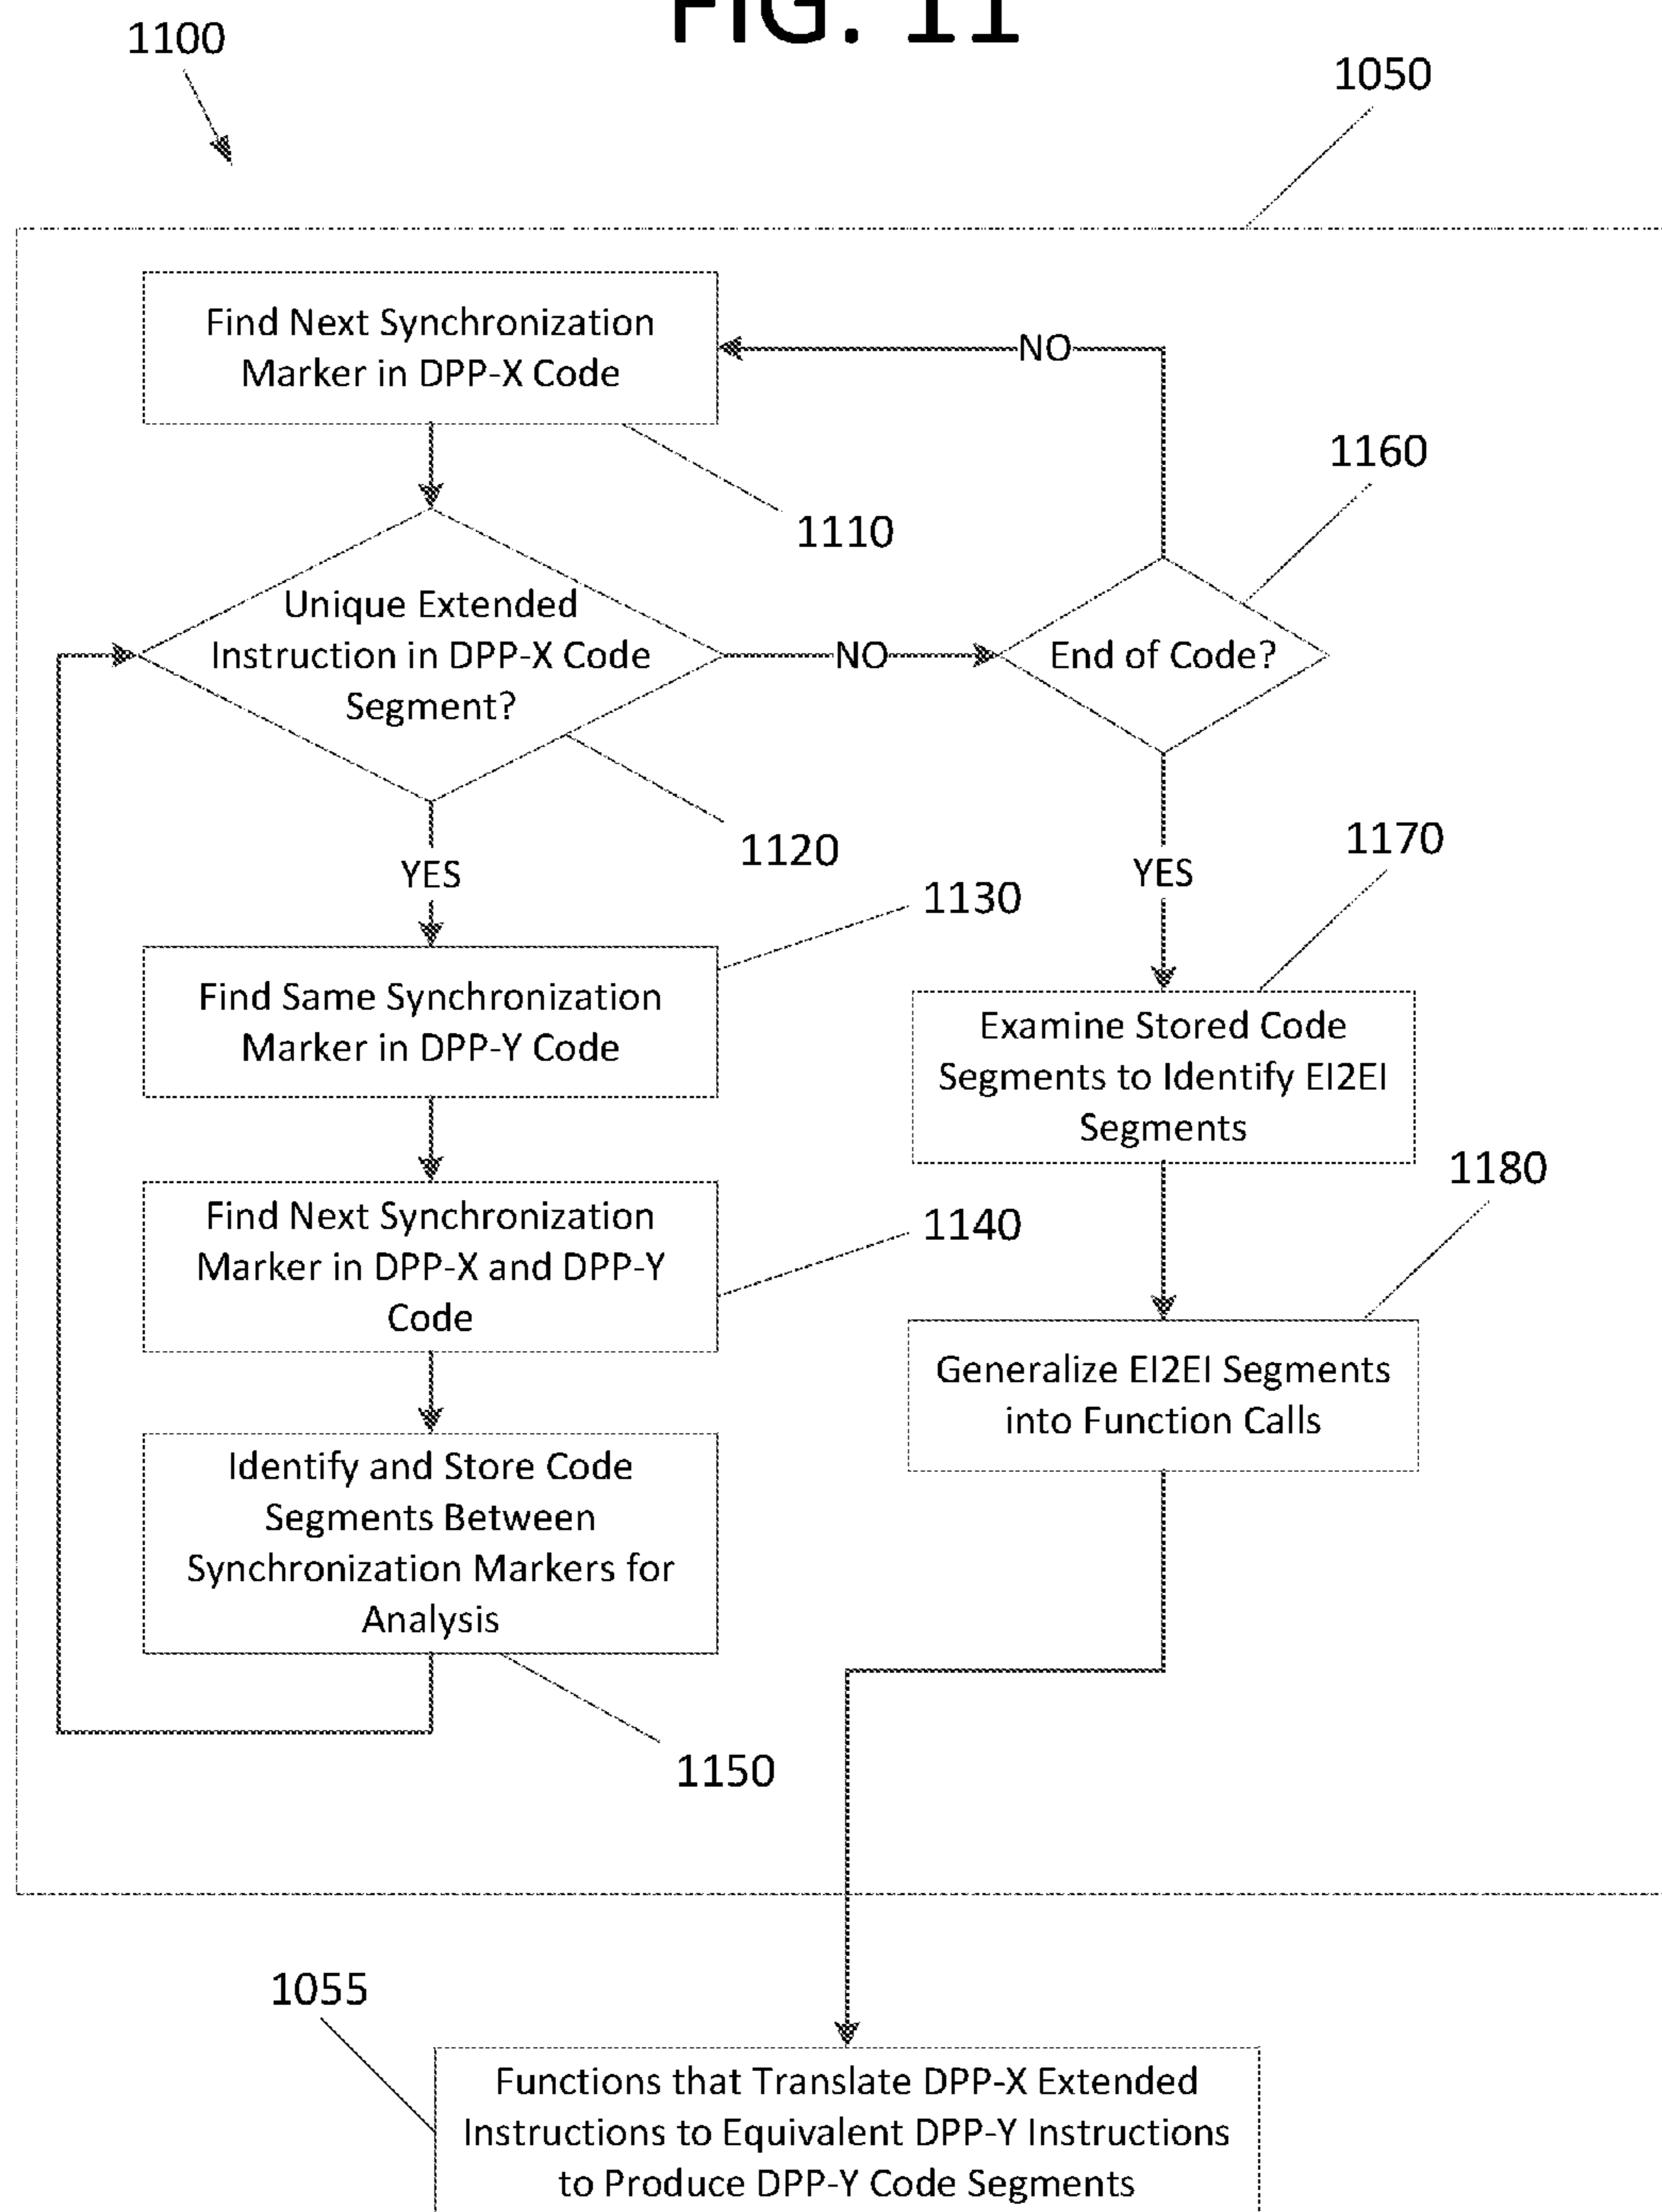 FIG. 11
1100
1050
Find Next Synchronization
Marker in DPP-X Code
NO
1110
1160
Unique Extended
Instruction in DPP-X Code
Segment?
NO
End of Code?
1120
YES
YES
1170
1130
Find Same Synchronization
Marker in DPP-Y Code
Examine Stored Code
Segments to Identify EI2EI
Segments
1180
Find Next Synchronization
Marker in DPP-X and DPP-Y
Code
1140
Generalize EI2EI Segments
into Function Calls
Identify and Store Code
Segments Between
Synchronization Markers for
Analysis
1150
1055
Functions that Translate DPP-X Extended
Instructions to Equivalent DPP-Y Instructions
to Produce DPP-Y Code Segments